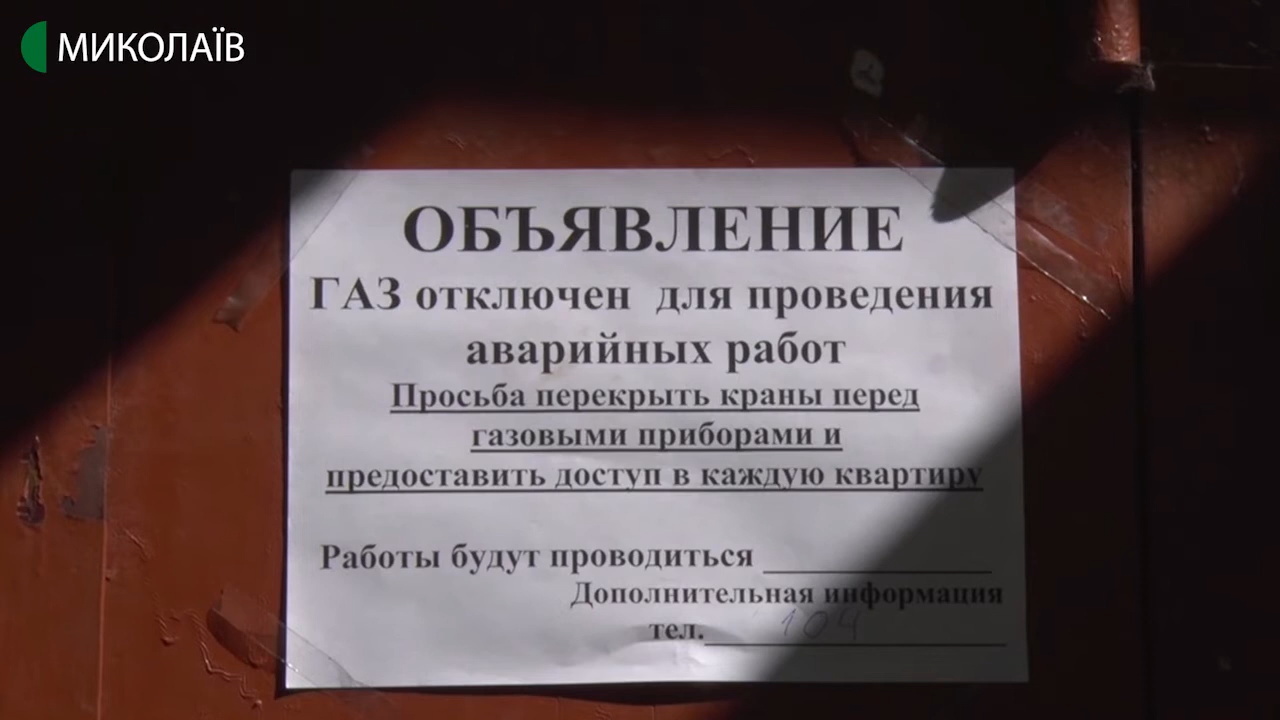 МИКОЛАЇВ
ОБЪЯВЛЕНИЕ
ГАЗ отключен для проведения
аварийных работ
Просьба перекрыть краны перед
газовыми приборами и
предоставить доступ в каждую квартиру
Работы будут проводиться
Дополнительная информация
тел. 104